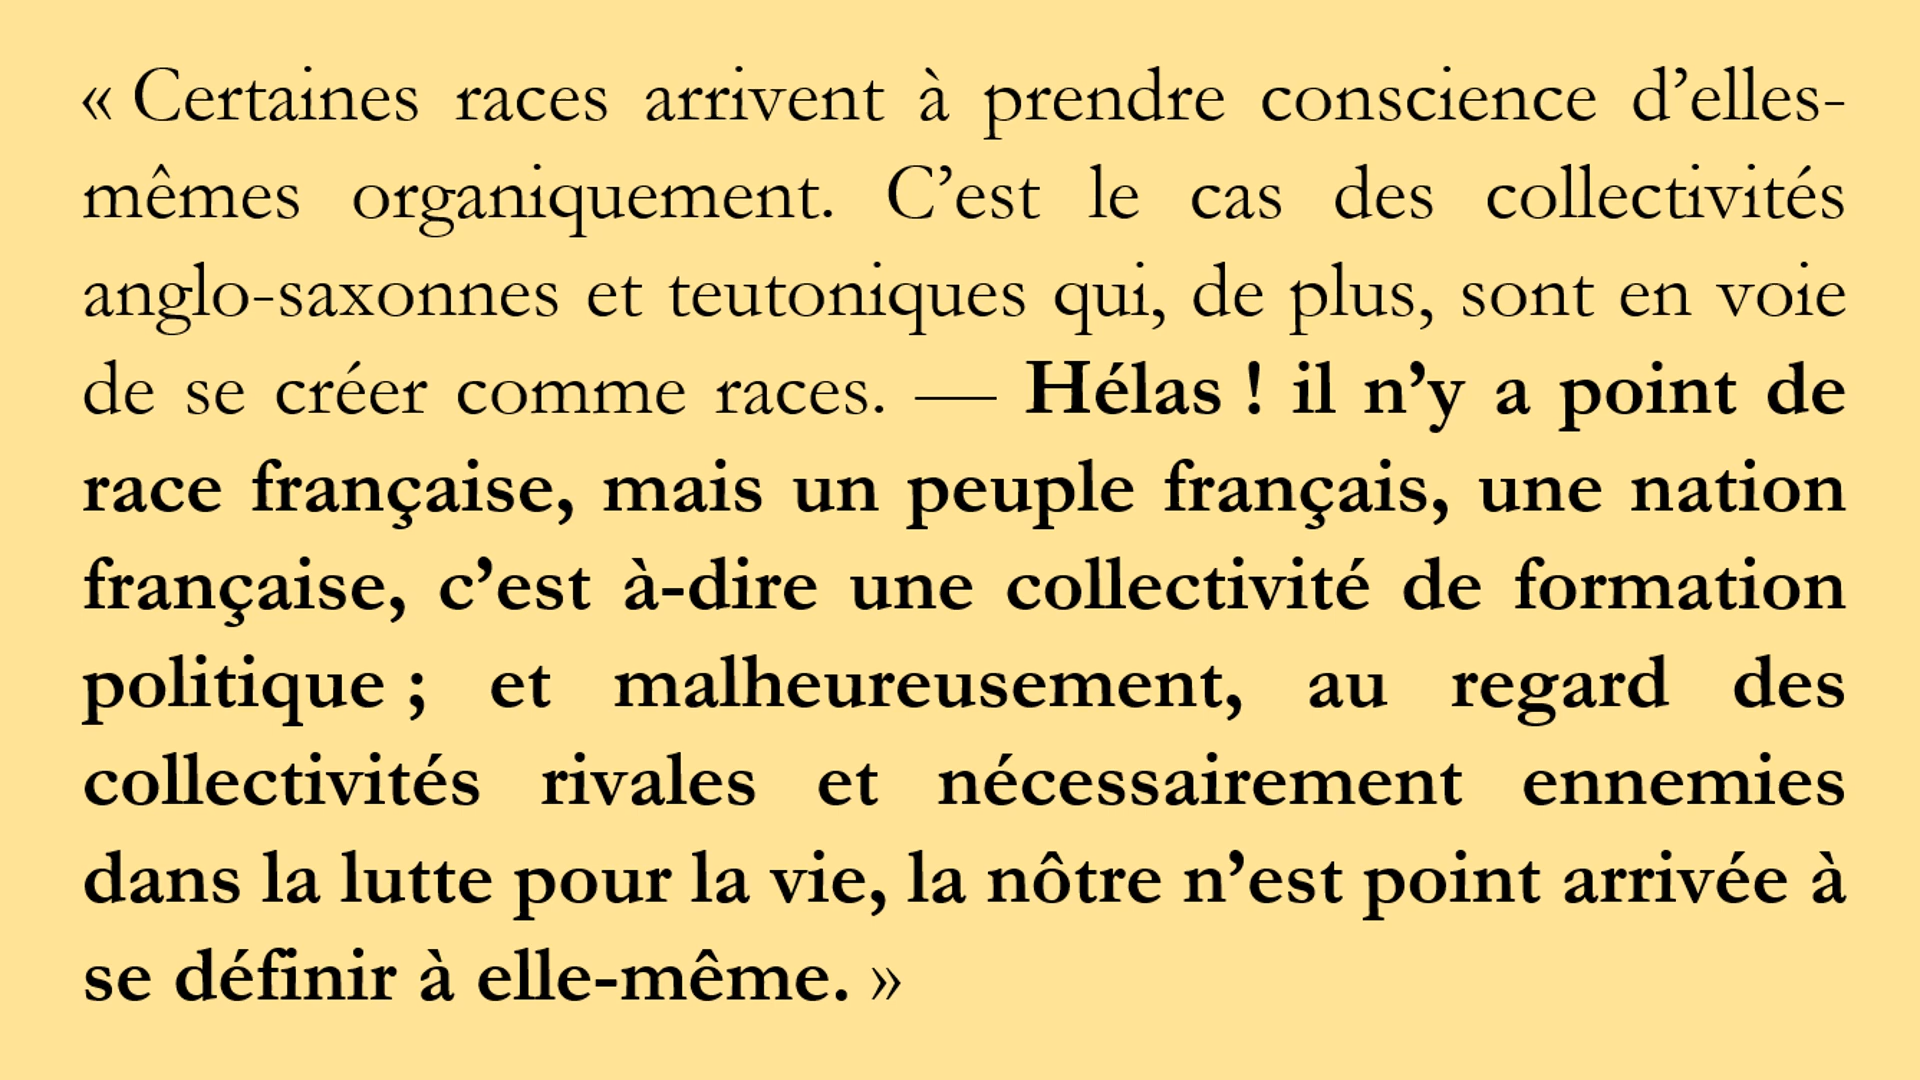 « Certaines races arrivent à prendre conscience d’elles-
mêmes organiquement. C’est le cas des collectivités
anglo-saxonnes et teutoniques qui, de plus, sont en voie
de se créer comme races. — Hélas ! il n’y a point de
race française, mais un peuple français, une nation
française, c’est à-dire une collectivité de formation
politique ; et malheureusement, au regard des
collectivités rivales et nécessairement ennemies
dans la lutte pour la vie, la nôtre n’est point arrivée à
se définir à elle-même. »